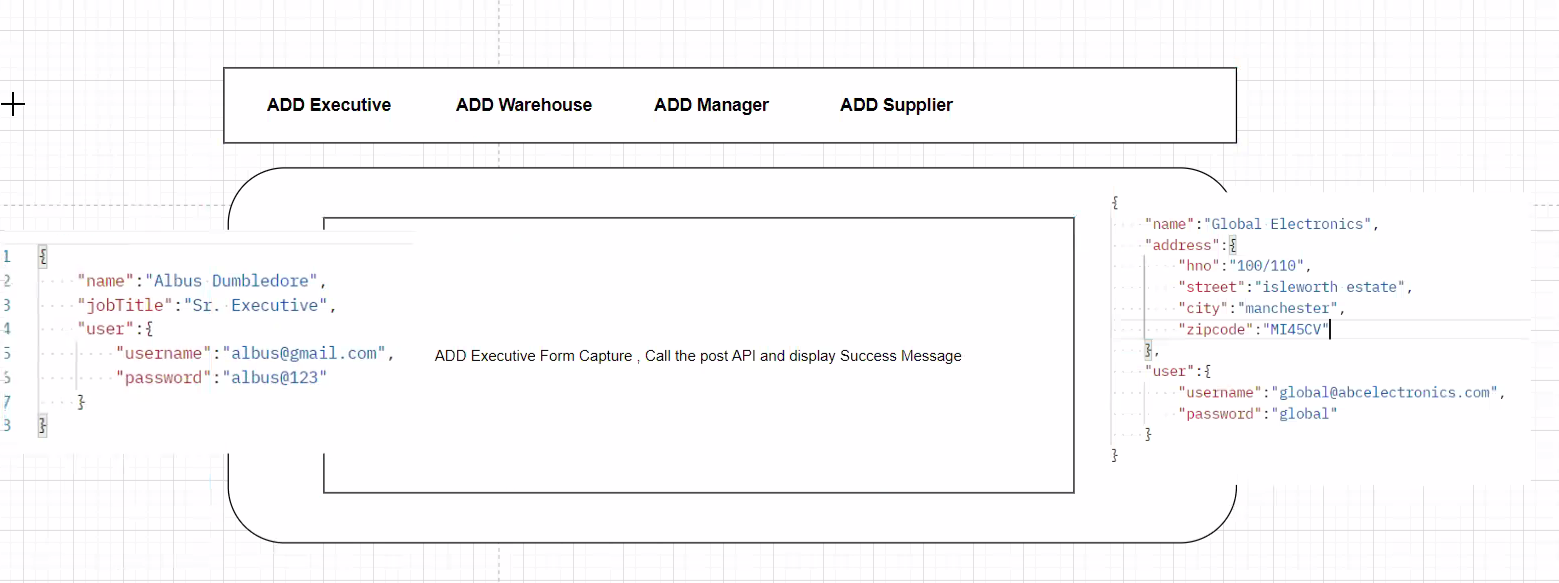 ADD Executive ADD Warehouse ADD Manager ADD Supplier
1 {
2 "name":"Albus Dumbledore",
3 "jobTitle":"Sr. Executive",
4 "user":{
5 "username":"albus@gmail.com",
6 "password":"albus@123"
7 }
8 }
ADD Executive Form Capture , Call the post API and display Success Message
{
"name":"Global Electronics",
"address":{
"hno":"100/110",
"street":"isleworth estate",
"city":"manchester",
"zipcode":"MI45CV"
},
"user":{
"username":"global@abcelectronics.com",
"password":"global"
}
}